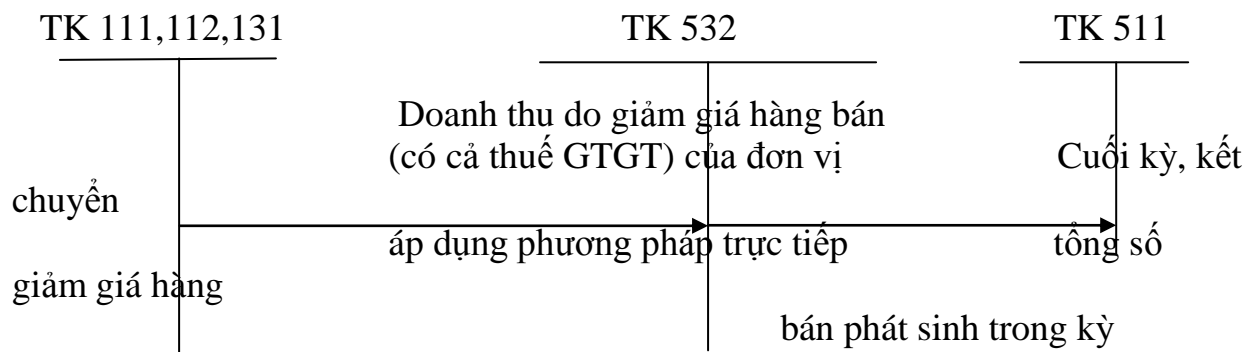 TK 111,112,131 TK 532 TK 511
Doanh thu do giảm giá hàng bán
(có cả thuế GTGT) của đơn vị Cuối kỳ, kết
chuyển
áp dụng phương pháp trực tiếp tổng số
giảm giá hàng
bán phát sinh trong kỳ